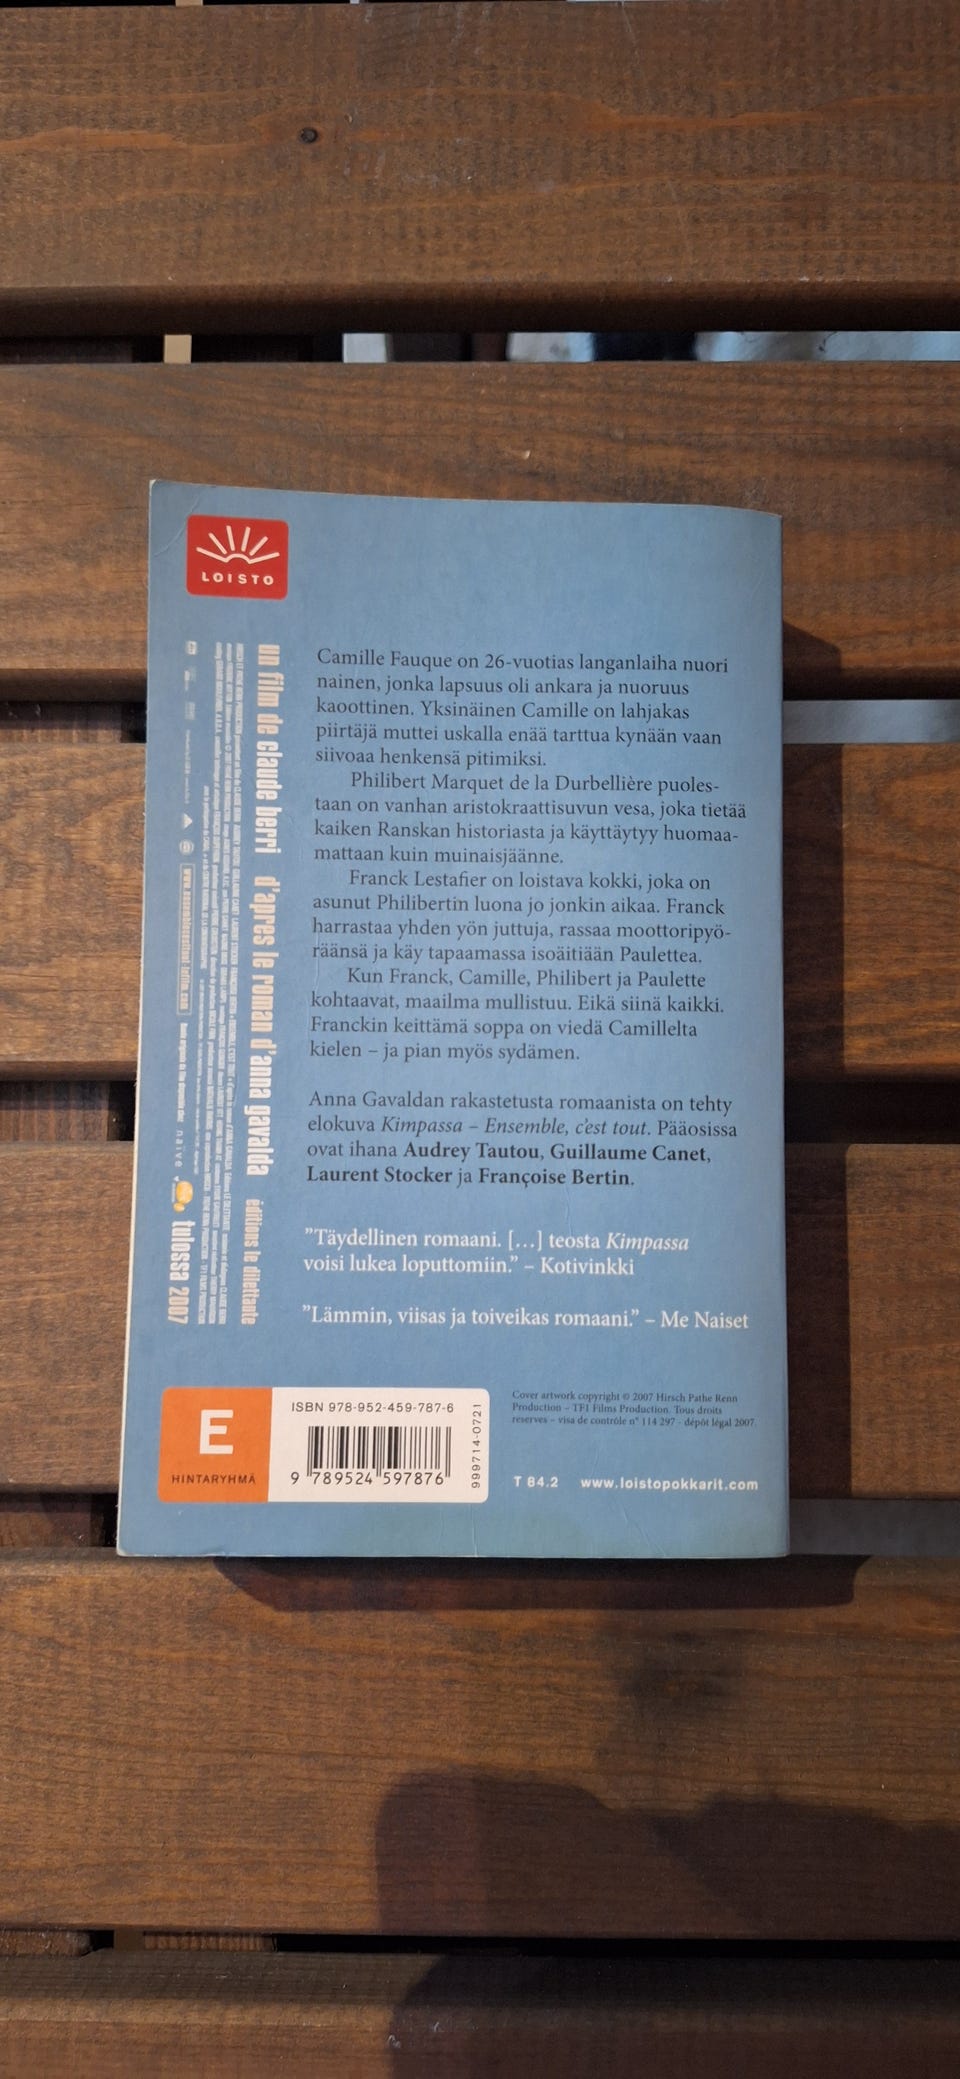 LOISTO
Camille Fauque on 26-vuotias langanlaiha nuori
nainen, jonka lapsuus oli ankara ja nuoruus
kaoottinen. Yksinäinen Camille on lahjakas
piirtäjä muttei uskalla enää tarttua kynään vaan
siivoaa henkensä pitimiksi.
Philibert Marquet de la Durbellière puoles-
taan on vanhan aristokraattisuvun vesa, joka tietää
kaiken Ranskan historiasta ja käyttäytyy huomaa-
mattaan kuin muinaisjäänne.
Franck Lestafier on loistava kokki, joka on
asunut Philibertin luona jo jonkin aikaa. Franck
harrastaa yhden yön juttuja, rassaa moottoripyö-
räänsä ja käy tapaamassa isoäitiään Paulettea.
Kun Franck, Camille, Philibert ja Paulette
kohtaavat, maailma mullistuu. Eikä siinä kaikki.
Franckin keittämä soppa on viedä Camillelta
kielen – ja pian myös sydämen.
Anna Gavaldan rakastetusta romaanista on tehty
elokuva Kimpassa – Ensemble, c'est tout. Pääosissa
ovat ihana Audrey Tautou, Guillaume Canet,
Laurent Stocker ja Françoise Bertin.
”Täydellinen romaani. [...] teosta Kimpassa
voisi lukea loputtomiin.” – Kotivinkki
”Lämmin, viisas ja toiveikas romaani.” – Me Naiset
un film de claude berri d'apres le roman d'anna gavalda éditions le dilettante
www.ensemblecesttout-lefilm.com
naïve
tulossa 2007
E
HINTARYHMÄ
ISBN 978-952-459-787-6
9 789524 597876
999714-0721
Cover artwork copyright © 2007 Hirsch Pathe Renn
Production – TF1 Films Production. Tous droits
reserves – visa de contrôle n° 114 297 - dépôt légal 2007.
T 84.2 www.loistopokkarit.com